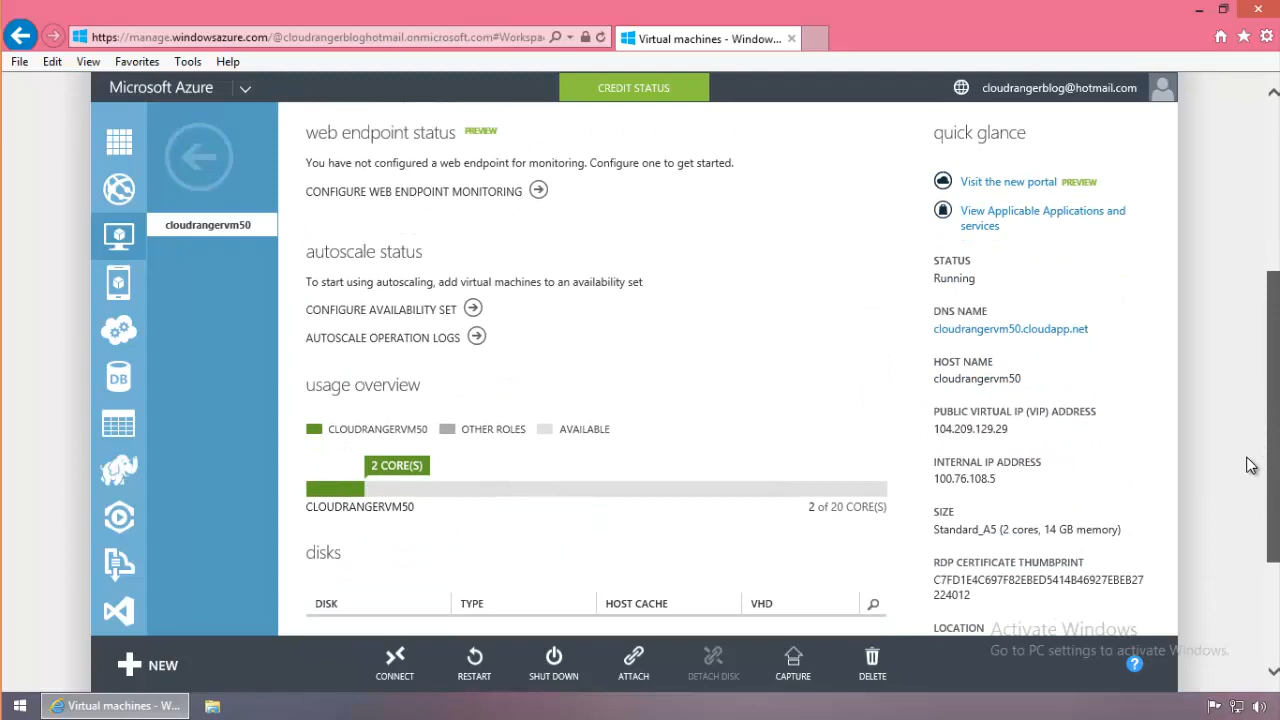 https://manage.windowsazure.com/@cloudrangerbloghotmail.onmicrosoft.com#Workspa
Virtual machines - Window...
File Edit View Favorites Tools Help
Microsoft Azure
CREDIT STATUS
cloudrangerblog@hotmail.com
cloudrangervm50
DB
web endpoint status PREVIEW
You have not configured a web endpoint for monitoring. Configure one to get started.
CONFIGURE WEB ENDPOINT MONITORING
autoscale status
To start using autoscaling, add virtual machines to an availability set
CONFIGURE AVAILABILITY SET
AUTOSCALE OPERATION LOGS
usage overview
CLOUDRANGERVM50 OTHER ROLES AVAILABLE
2 CORE(S)
CLOUDRANGERVM50 2 of 20 CORE(S)
disks
DISK TYPE HOST CACHE VHD
quick glance
Visit the new portal PREVIEW
View Applicable Applications and
services
STATUS
Running
DNS NAME
cloudrangervm50.cloudapp.net
HOST NAME
cloudrangervm50
PUBLIC VIRTUAL IP (VIP) ADDRESS
104.209.129.29
INTERNAL IP ADDRESS
100.76.108.5
SIZE
Standard_A5 (2 cores, 14 GB memory)
RDP CERTIFICATE THUMBPRINT
C7FD1E4C697F82EBED5414B46927EBEB27
224012
LOCATION
Activate Windows
Go to PC settings to activate Windows.
NEW
CONNECT RESTART SHUT DOWN ATTACH DETACH DISK CAPTURE DELETE
?
Virtual machines - W...